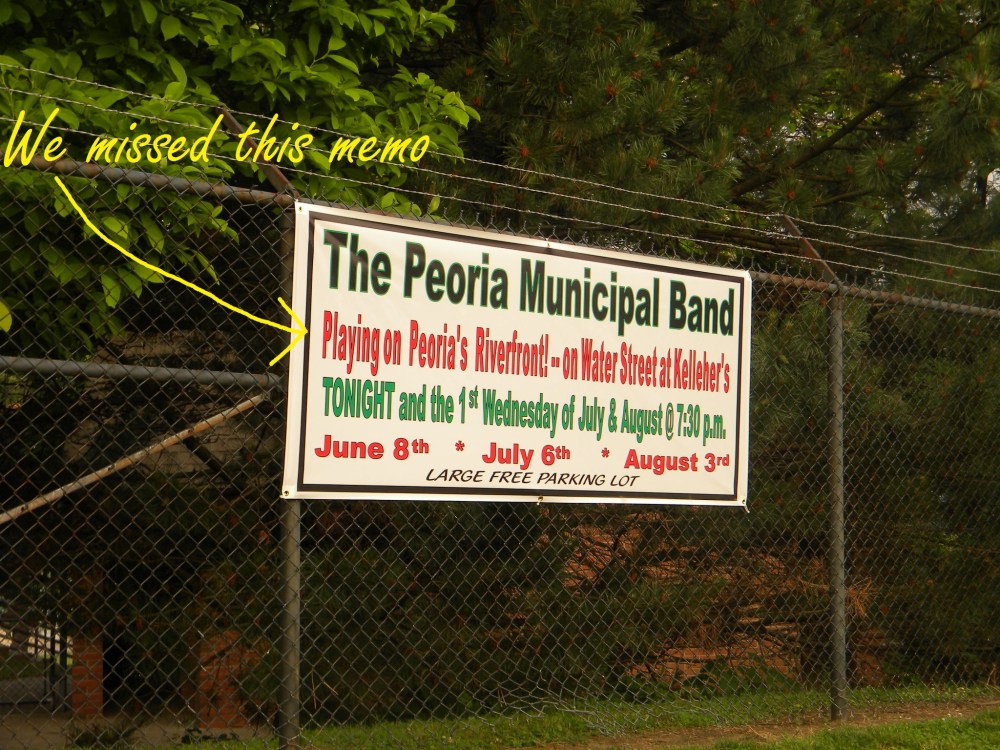 We missed this memo
The Peoria Municipal Band
Playing on Peoria's Riverfront! -- on Water Street at Kelleher's
TONIGHT and the 1st Wednesday of July & August @ 7:30 p.m.
June 8th * July 6th * August 3rd
LARGE FREE PARKING LOT